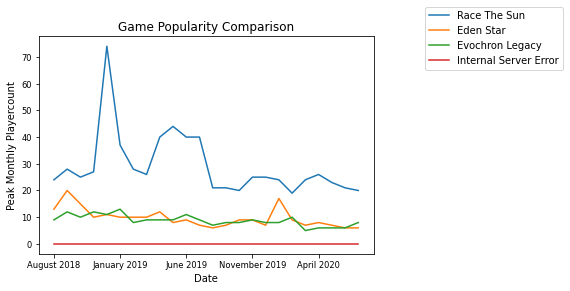 Game Popularity Comparison
Race The Sun
Eden Star
Evochron Legacy
Internal Server Error
Peak Monthly Playercount
70
60
50
40
30
20
10
0
August 2018 January 2019 June 2019 November 2019 April 2020
Date